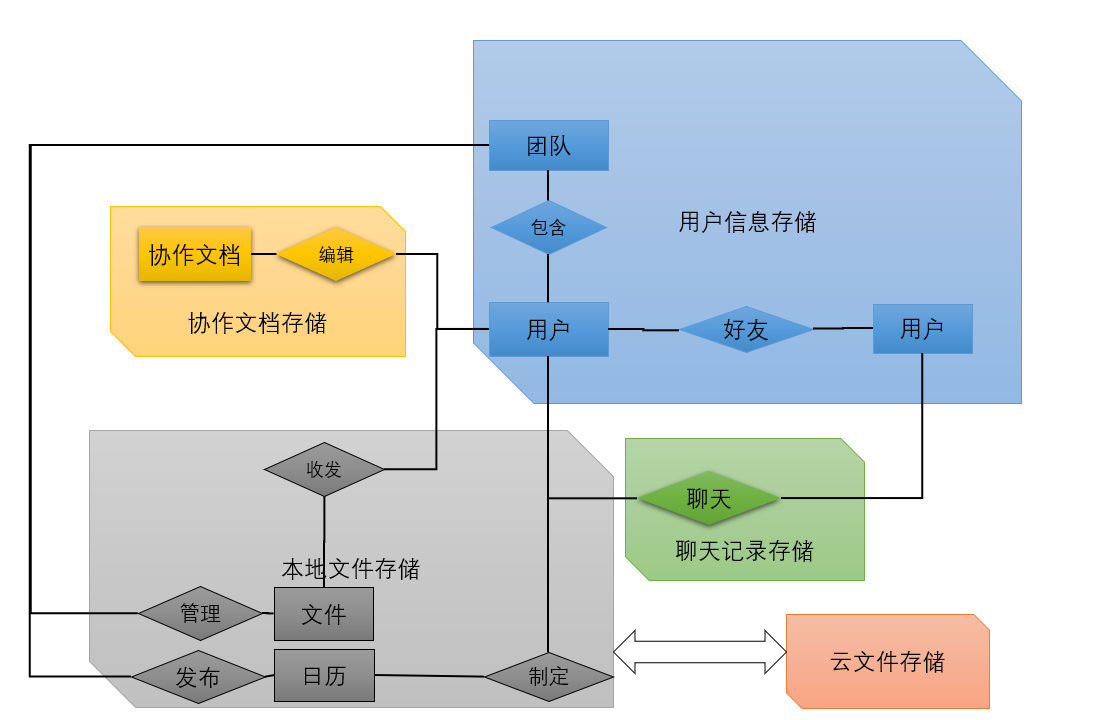 团队
包含
用户信息存储
协作文档
编辑
协作文档存储
用户
好友
用户
收发
聊天
聊天记录存储
本地文件存储
管理
文件
发布
日历
制定
云文件存储